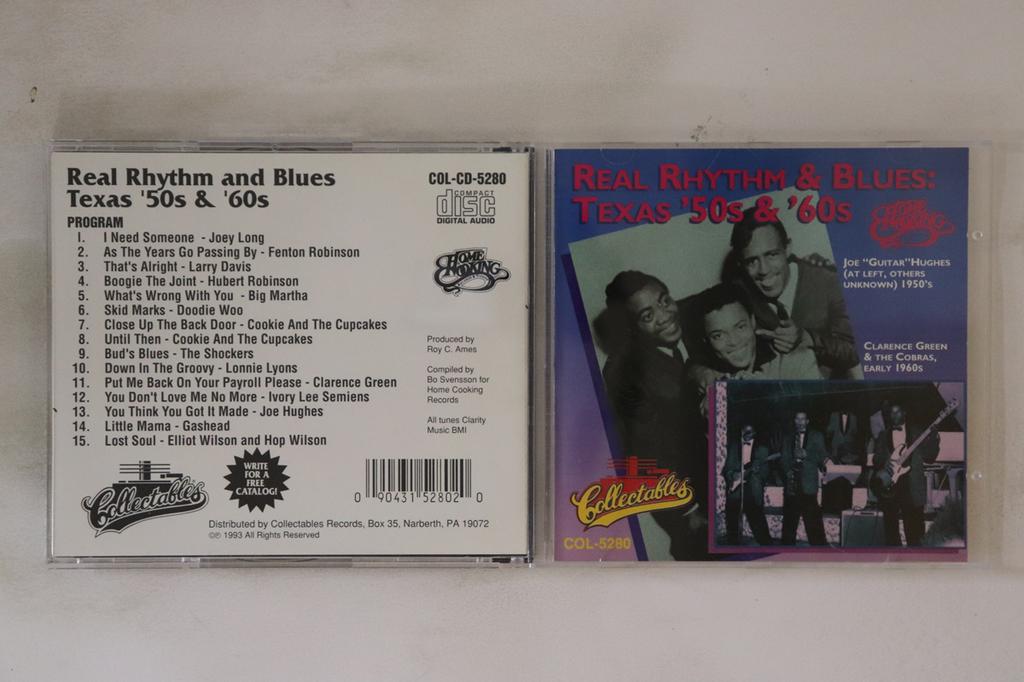 Real Rhythm and Blues
Texas '50s & '60s
COL-CD-5280
COMPACT
disc
DIGITAL AUDIO
PROGRAM
1. I Need Someone - Joey Long
2. As The Years Go Passing By - Fenton Robinson
3. That's Alright - Larry Davis
4. Boogie The Joint - Hubert Robinson
5. What's Wrong With You - Big Martha
6. Skid Marks - Doodie Woo
7. Close Up The Back Door - Cookie And The Cupcakes
8. Until Then - Cookie And The Cupcakes
9. Bud's Blues - The Shockers
10. Down In The Groovy - Lonnie Lyons
11. Put Me Back On Your Payroll Please - Clarence Green
12. You Don't Love Me No More - Ivory Lee Semiens
13. You Think You Got It Made - Joe Hughes
14. Little Mama - Gashead
15. Lost Soul - Elliot Wilson and Hop Wilson
HOME
COOKING
Produced by
Roy C. Ames
Compiled by
Bo Svensson for
Home Cooking
Records
All tunes Clarity
Music BMI
Collectables
WRITE
FOR A
FREE
CATALOG!
0 90431 52802 0
Distributed by Collectables Records, Box 35, Narberth, PA 19072
©℗ 1993 All Rights Reserved
REAL RHYTHM & BLUES:
TEXAS '50S & '60S
HOME
COOKING
JOE "GUITAR" HUGHES
(AT LEFT, OTHERS
UNKNOWN) 1950'S
CLARENCE GREEN
& THE COBRAS,
EARLY 1960S
Collectables
COL-5280